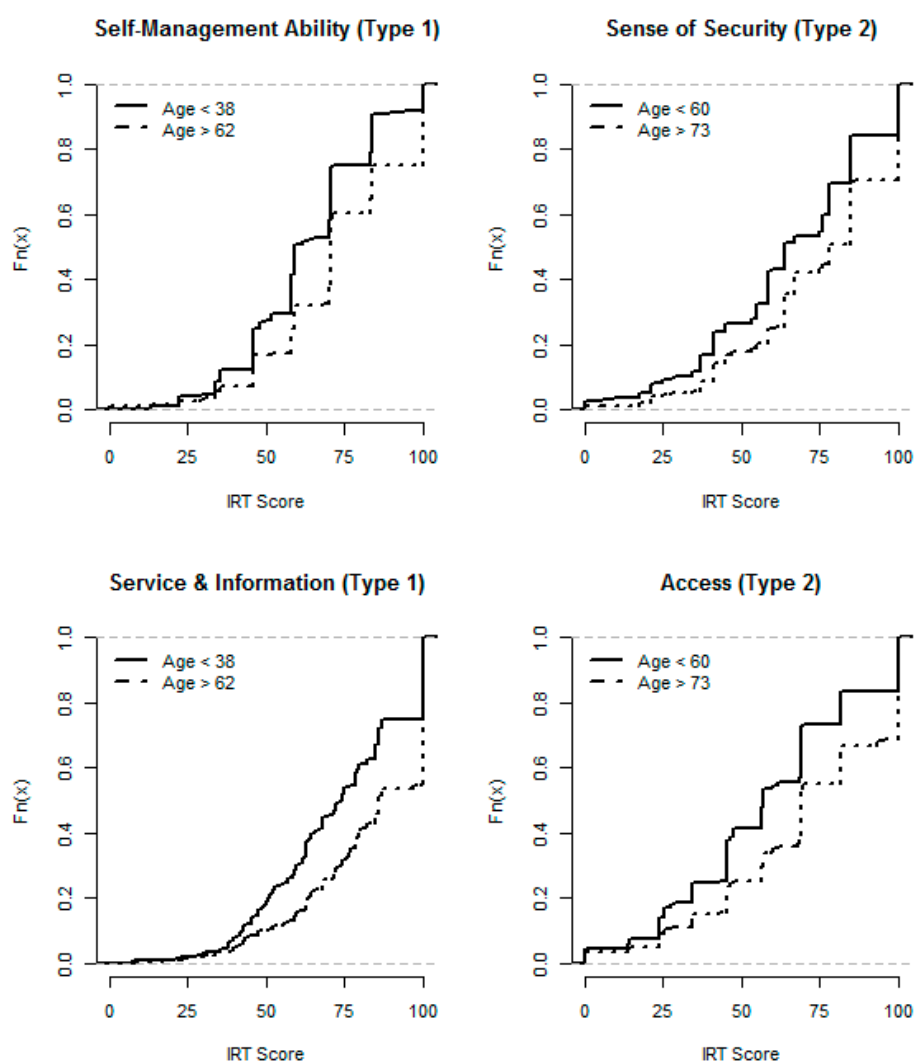 Self-Management Ability (Type 1)
Fn(x)
0.0 0.2 0.4 0.6 0.8 1.0
Age < 38
Age > 62
0 25 50 75 100
IRT Score
Sense of Security (Type 2)
Fn(x)
0.0 0.2 0.4 0.6 0.8 1.0
Age < 60
Age > 73
0 25 50 75 100
IRT Score
Service & Information (Type 1)
Fn(x)
0.0 0.2 0.4 0.6 0.8 1.0
Age < 38
Age > 62
0 25 50 75 100
IRT Score
Access (Type 2)
Fn(x)
0.0 0.2 0.4 0.6 0.8 1.0
Age < 60
Age > 73
0 25 50 75 100
IRT Score